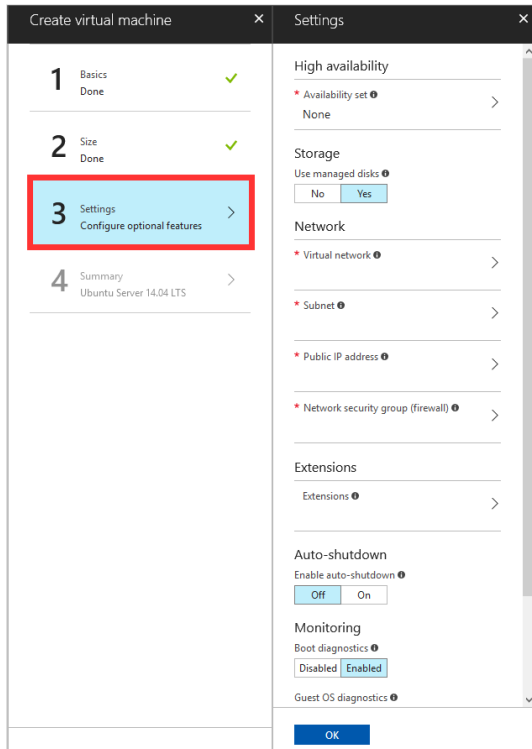 Create virtual machine
1
Basics
Done
2
Size
Done
3
Settings
Configure optional features
4
Summary
Ubuntu Server 14.04 LTS
Settings
High availability
* Availability set
None
Storage
Use managed disks
No Yes
Network
* Virtual network
* Subnet
* Public IP address
* Network security group (firewall)
Extensions
Extensions
Auto-shutdown
Enable auto-shutdown
Off On
Monitoring
Boot diagnostics
Disabled Enabled
Guest OS diagnostics
OK